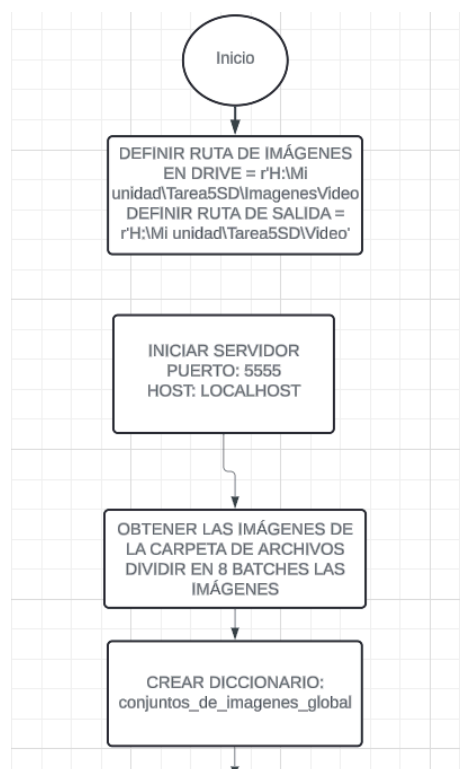 Inicio
DEFINIR RUTA DE IMÁGENES
EN DRIVE = r'H:\Mi
unidad\Tarea5SD\ImagenesVideo
DEFINIR RUTA DE SALIDA =
r'H:\Mi unidad\Tarea5SD\Video'
INICIAR SERVIDOR
PUERTO: 5555
HOST: LOCALHOST
OBTENER LAS IMÁGENES DE
LA CARPETA DE ARCHIVOS
DIVIDIR EN 8 BATCHES LAS
IMÁGENES
CREAR DICCIONARIO:
conjuntos_de_imagenes_global